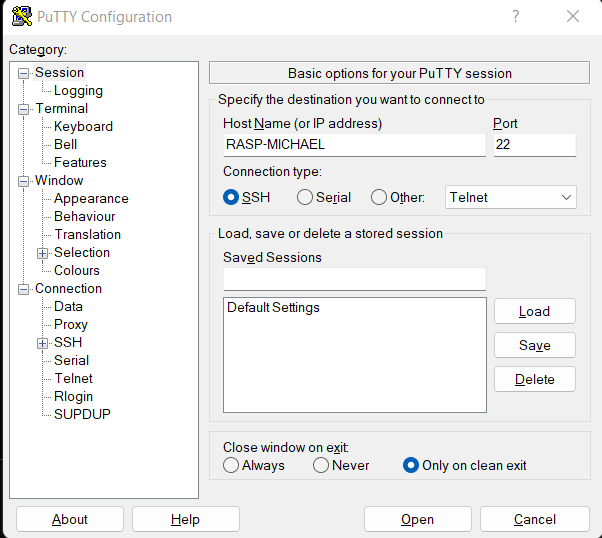 PuTTY Configuration
?
Category:
Session
Logging
Terminal
Keyboard
Bell
Features
Window
Appearance
Behaviour
Translation
Selection
Colours
Connection
Data
Proxy
SSH
Serial
Telnet
Rlogin
SUPDUP
Basic options for your PuTTY session
Specify the destination you want to connect to
Host Name (or IP address) Port
RASP-MICHAEL 22
Connection type:
SSH Serial Other: Telnet
Load, save or delete a stored session
Saved Sessions
Default Settings
Load
Save
Delete
Close window on exit:
Always Never Only on clean exit
About Help Open Cancel